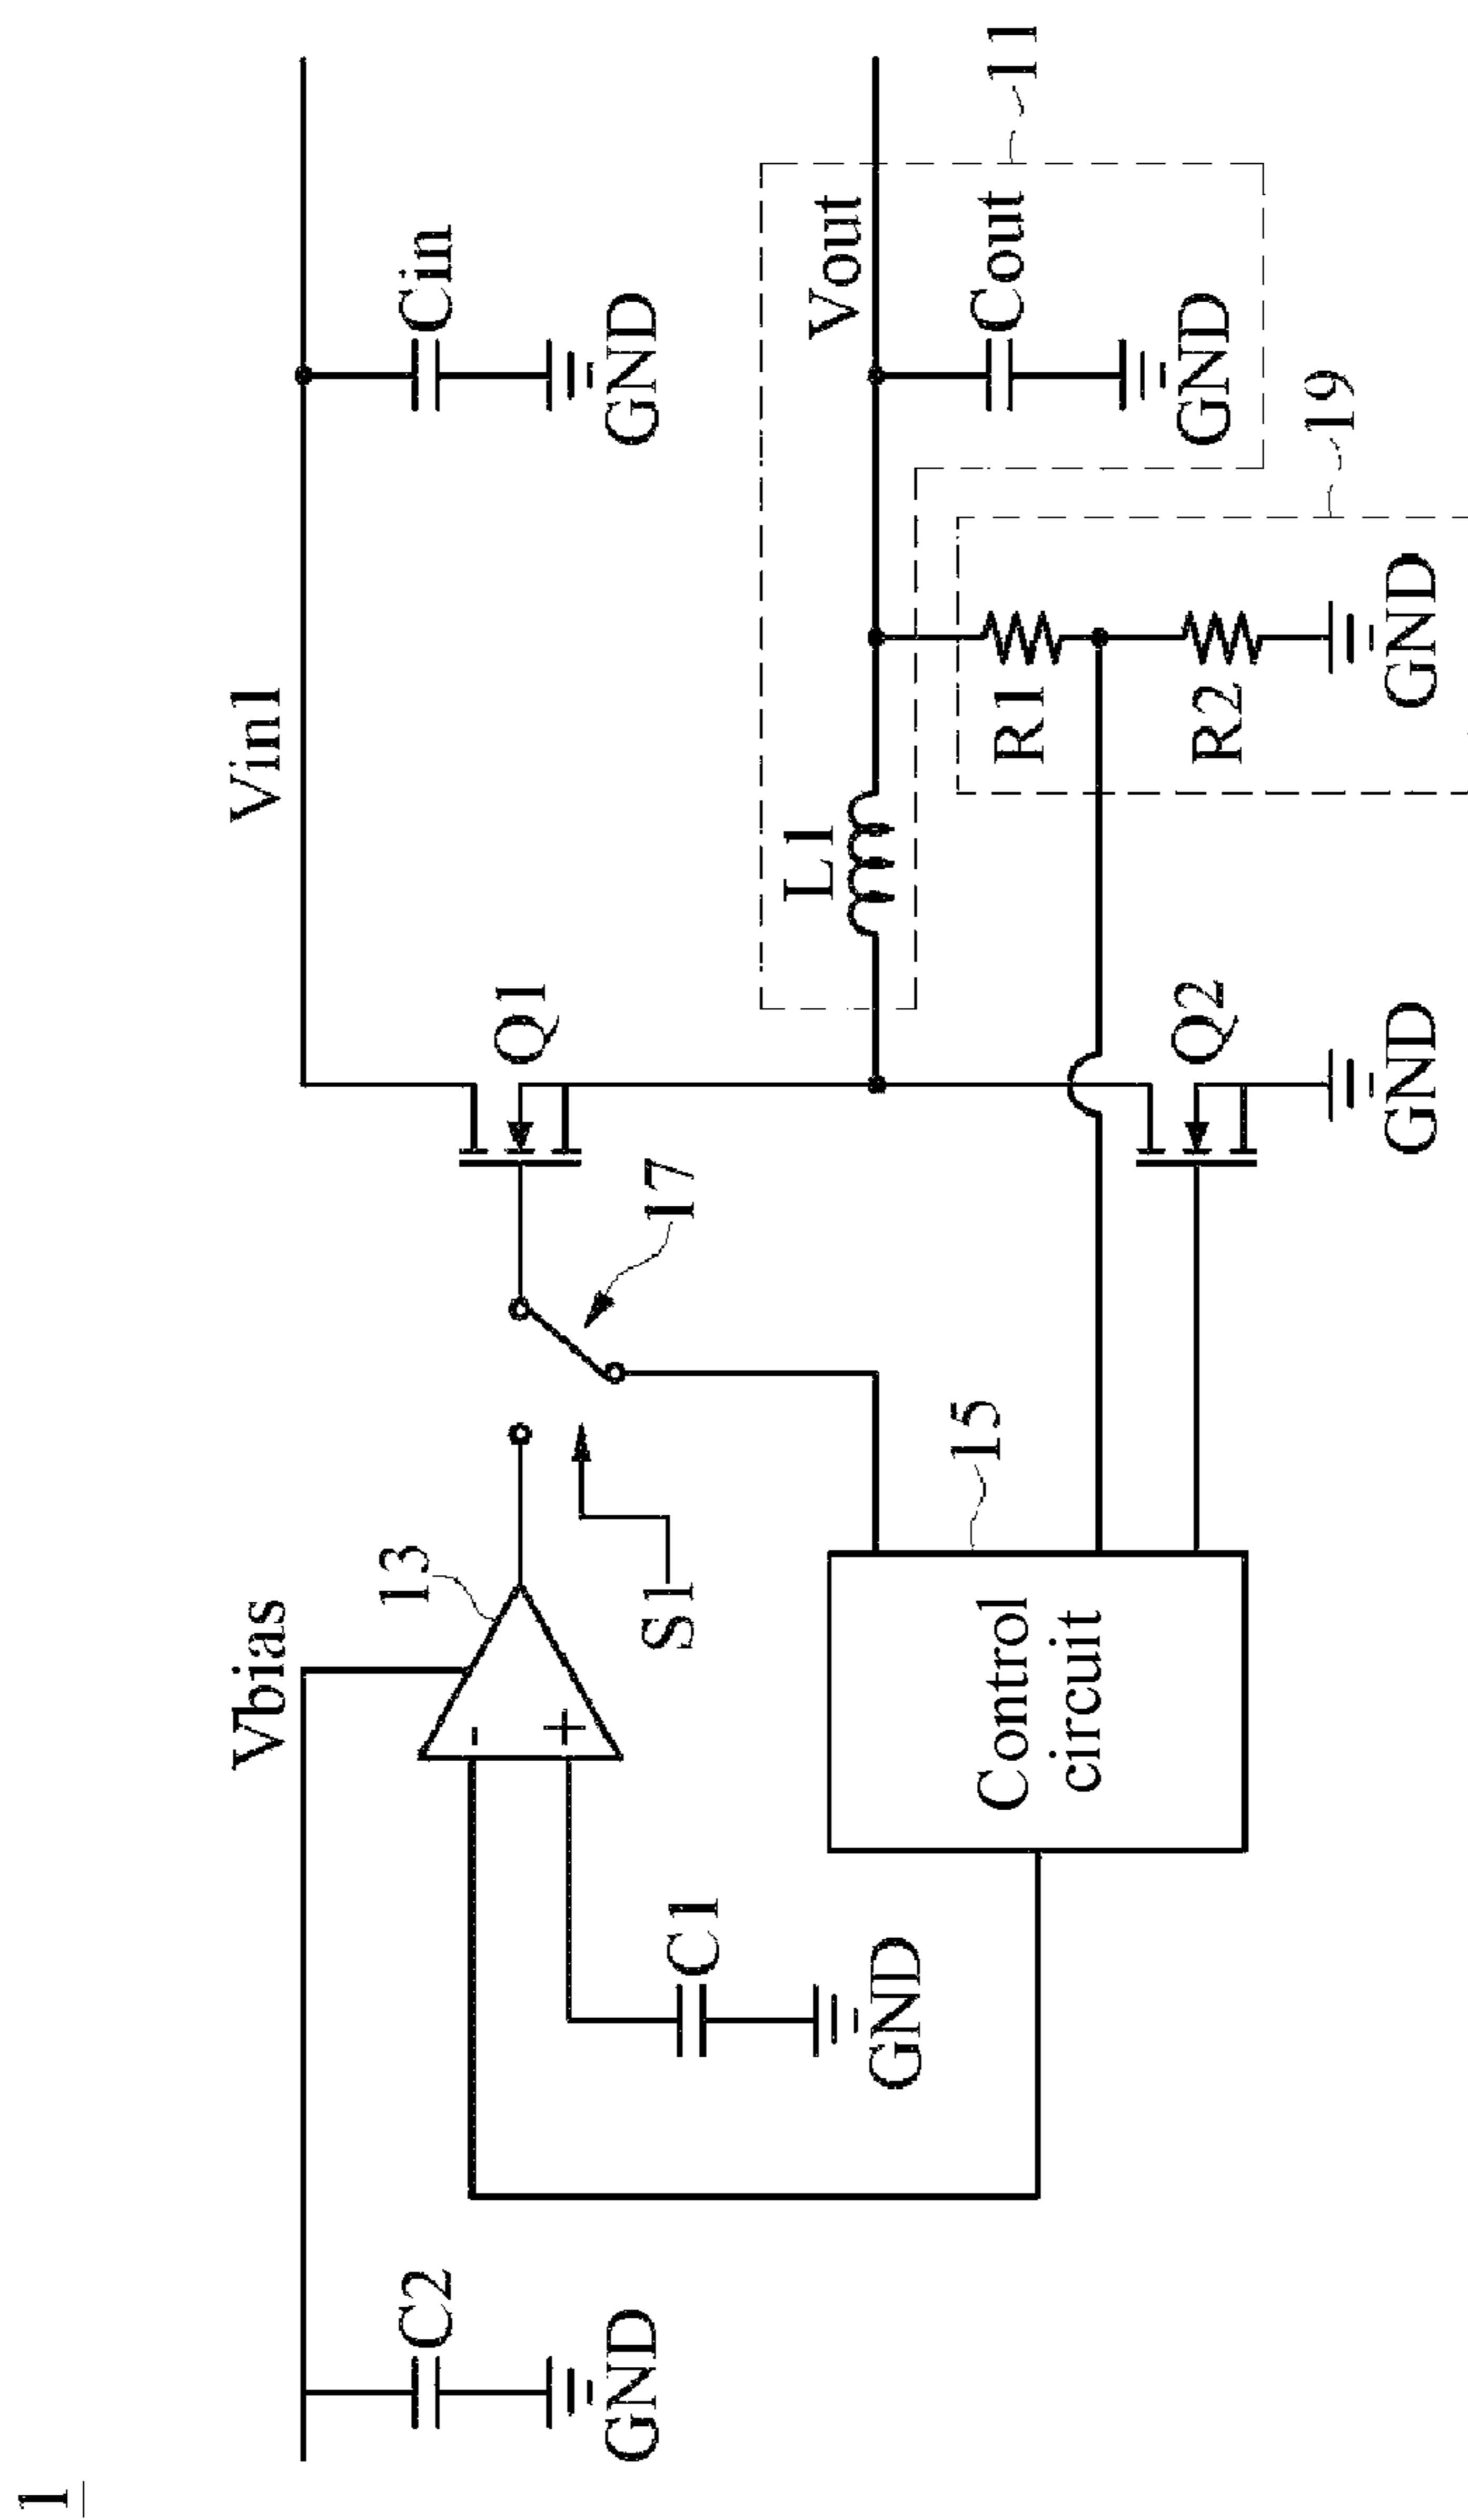 1
Vbias
Vin1
C2
GND
13
Q1
Cin
GND
C1
GND
S1
17
L1
Vout
Cout
GND
11
Control
circuit
15
R1
R2
GND
19
Q2
GND
-
+